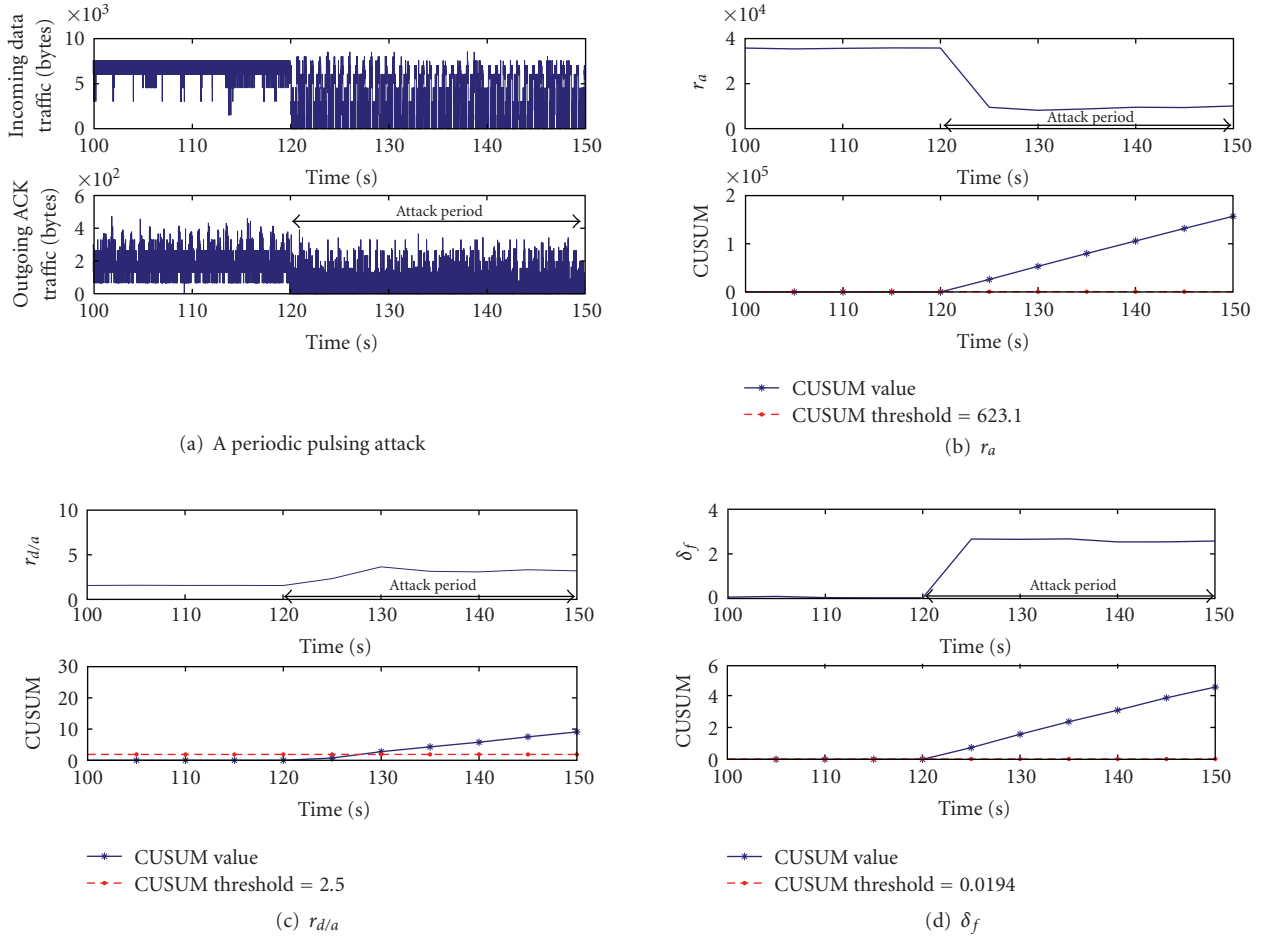 ×10³
Incoming data
traffic (bytes)
10
5
0
100 110 120 130 140 150
Time (s)
×10²
Outgoing ACK
traffic (bytes)
6
4
2
0
Attack period
100 110 120 130 140 150
Time (s)
(a) A periodic pulsing attack
×10⁴
rₐ
4
2
0
Attack period
100 110 120 130 140 150
Time (s)
×10⁵
CUSUM
2
1
0
100 110 120 130 140 150
Time (s)
CUSUM value
CUSUM threshold = 623.1
(b) rₐ
r_{d/a}
10
5
0
Attack period
100 110 120 130 140 150
Time (s)
CUSUM
30
20
10
0
100 110 120 130 140 150
Time (s)
CUSUM value
CUSUM threshold = 2.5
(c) r_{d/a}
δ_f
4
2
0
Attack period
100 110 120 130 140 150
Time (s)
CUSUM
6
4
2
0
100 110 120 130 140 150
Time (s)
CUSUM value
CUSUM threshold = 0.0194
(d) δ_f